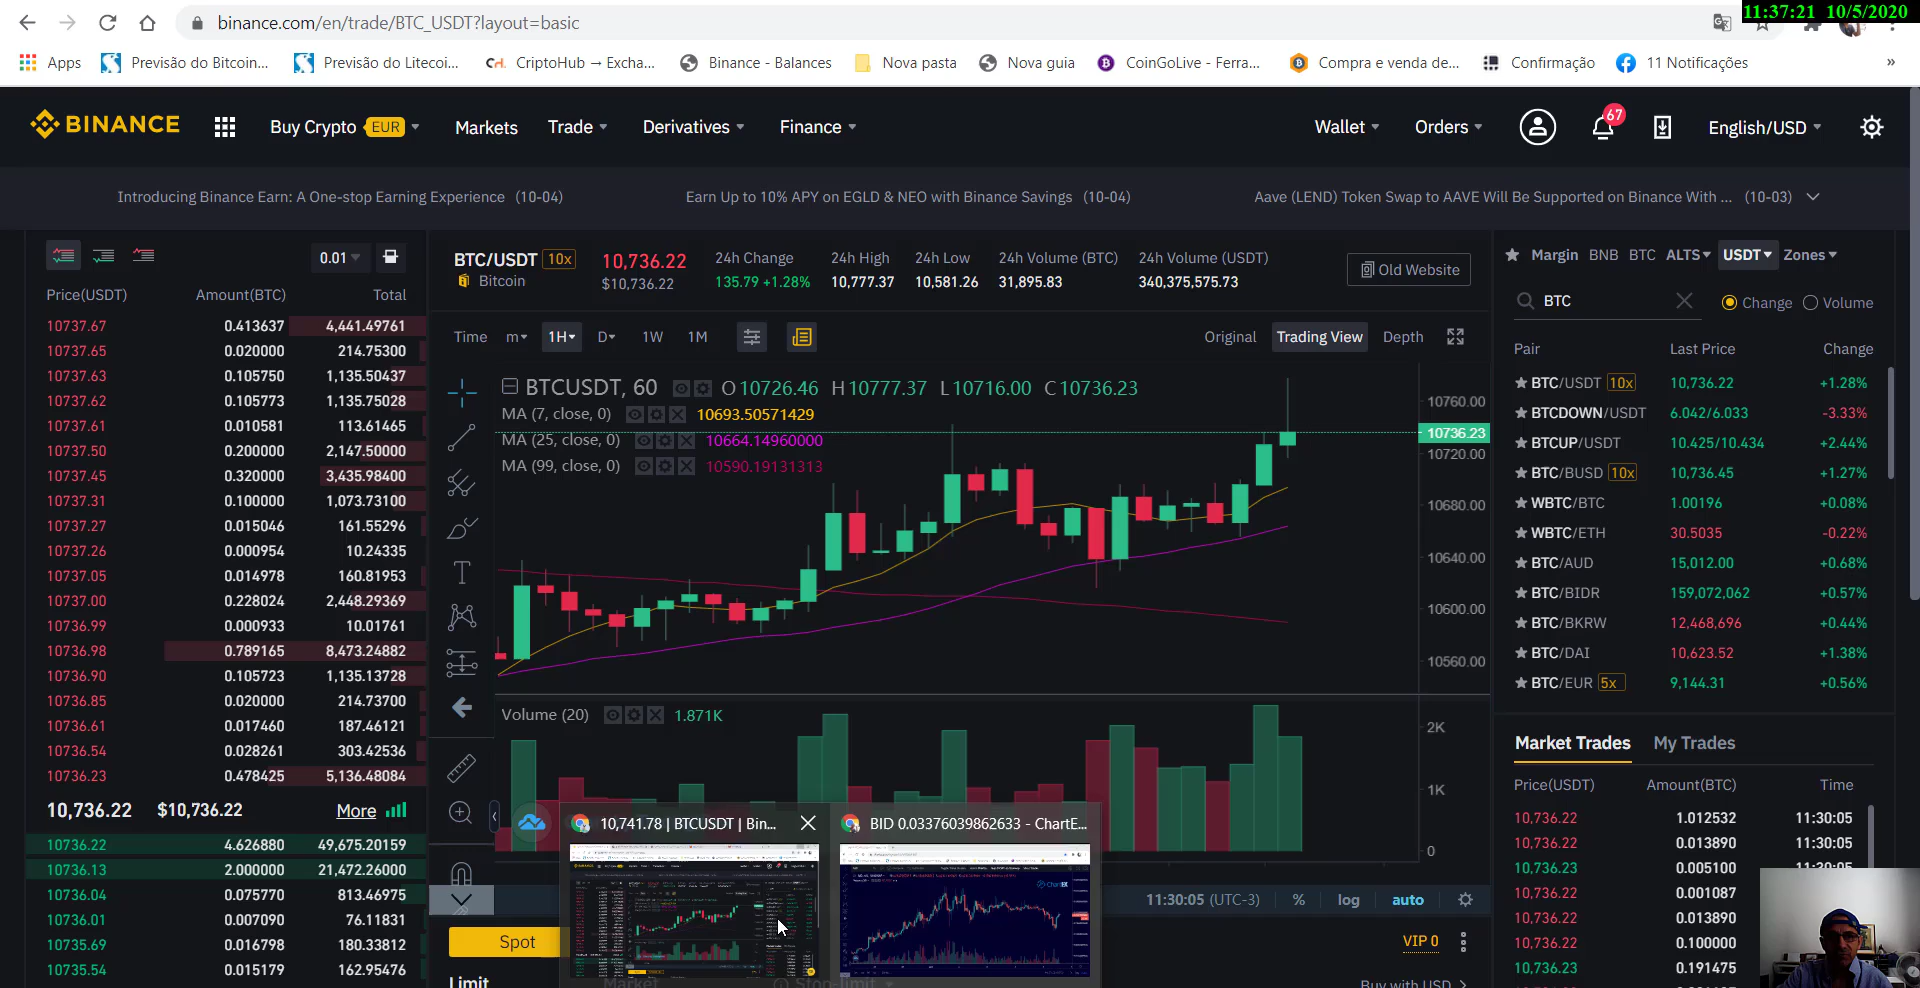 binance.com/en/trade/BTC_USDT?layout=basic
11:37:21 10/5/2020
Apps
Previsão do Bitcoin...
Previsão do Litecoi...
CriptoHub → Excha...
Binance - Balances
Nova pasta
Nova guia
CoinGoLive - Ferra...
Compra e venda de...
Confirmação
11 Notificações
»
BINANCE
Buy Crypto EUR
Markets
Trade
Derivatives
Finance
Wallet
Orders
67
English/USD
Introducing Binance Earn: A One-stop Earning Experience (10-04)
Earn Up to 10% APY on EGLD & NEO with Binance Savings (10-04)
Aave (LEND) Token Swap to AAVE Will Be Supported on Binance With ... (10-03)
0.01
Price(USDT) Amount(BTC) Total
10737.67 0.413637 4,441.49761
10737.65 0.020000 214.75300
10737.63 0.105750 1,135.50437
10737.62 0.105773 1,135.75028
10737.61 0.010581 113.61465
10737.50 0.200000 2,147.50000
10737.45 0.320000 3,435.98400
10737.31 0.100000 1,073.73100
10737.27 0.015046 161.55296
10737.26 0.000954 10.24335
10737.05 0.014978 160.81953
10737.00 0.228024 2,448.29369
10736.99 0.000933 10.01761
10736.98 0.789165 8,473.24882
10736.90 0.105723 1,135.13728
10736.85 0.020000 214.73700
10736.61 0.017460 187.46121
10736.54 0.028261 303.42536
10736.23 0.478425 5,136.48084
10,736.22 $10,736.22 More
10736.22 4.626880 49,675.20159
10736.13 2.000000 21,472.26000
10736.04 0.075770 813.46975
10736.01 0.007090 76.11831
10735.69 0.016798 180.33812
10735.54 0.015179 162.95476
BTC/USDT 10x
Bitcoin
10,736.22
$10,736.22
24h Change
135.79 +1.28%
24h High
10,777.37
24h Low
10,581.26
24h Volume (BTC)
31,895.83
24h Volume (USDT)
340,375,575.73
Old Website
Time m 1H D 1W 1M
Original Trading View Depth
BTCUSDT, 60 O 10726.46 H 10777.37 L 10716.00 C 10736.23
MA (7, close, 0) 10693.50571429
MA (25, close, 0) 10664.14960000
MA (99, close, 0) 10590.19131313
10760.00
10736.23
10720.00
10680.00
10640.00
10600.00
10560.00
Volume (20) 1.871K
2K
1K
0
10,741.78 | BTCUSDT | Bin...
BID 0.03376039862633 - ChartE...
11:30:05 (UTC-3) % log auto
Spot
VIP 0
Limit
Market
Stop-limit
Buy with USD
Margin BNB BTC ALTS USDT Zones
BTC
Change Volume
Pair Last Price Change
BTC/USDT 10x 10,736.22 +1.28%
BTCDOWN/USDT 6.042/6.033 -3.33%
BTCUP/USDT 10.425/10.434 +2.44%
BTC/BUSD 10x 10,736.45 +1.27%
WBTC/BTC 1.00196 +0.08%
WBTC/ETH 30.5035 -0.22%
BTC/AUD 15,012.00 +0.68%
BTC/BIDR 159,072,062 +0.57%
BTC/BKRW 12,468,696 +0.44%
BTC/DAI 10,623.52 +1.38%
BTC/EUR 5x 9,144.31 +0.56%
Market Trades My Trades
Price(USDT) Amount(BTC) Time
10,736.22 1.012532 11:30:05
10,736.22 0.013890 11:30:05
10,736.23 0.005100 11:30:05
10,736.22 0.001087
10,736.22 0.013890
10,736.22 0.100000
10,736.23 0.191475